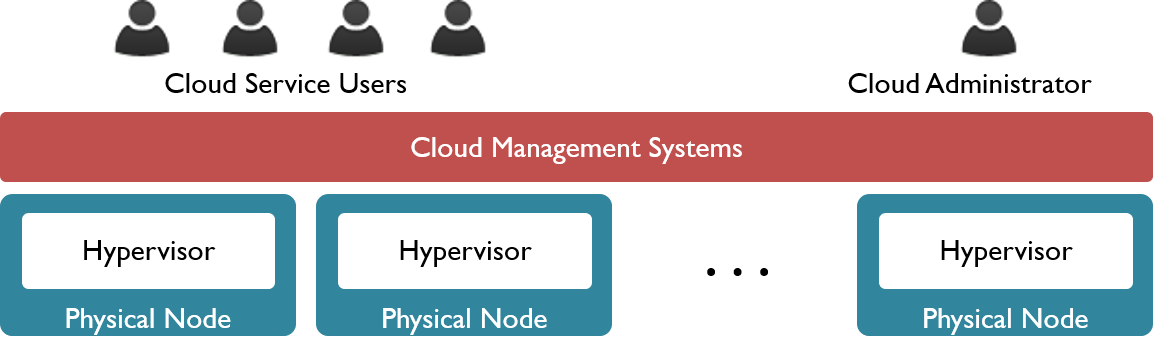 Cloud Service Users
Cloud Administrator
Cloud Management Systems
Hypervisor
Hypervisor
. . .
Hypervisor
Physical Node
Physical Node
Physical Node